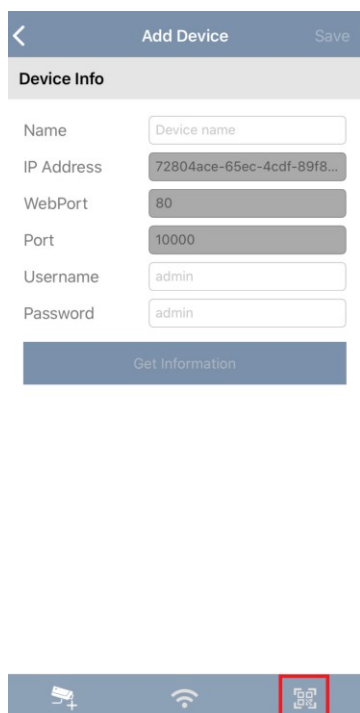 Add Device Save
Device Info
Name Device name
IP Address 72804ace-65ec-4cdf-89f8...
WebPort 80
Port 10000
Username admin
Password admin
Get Information